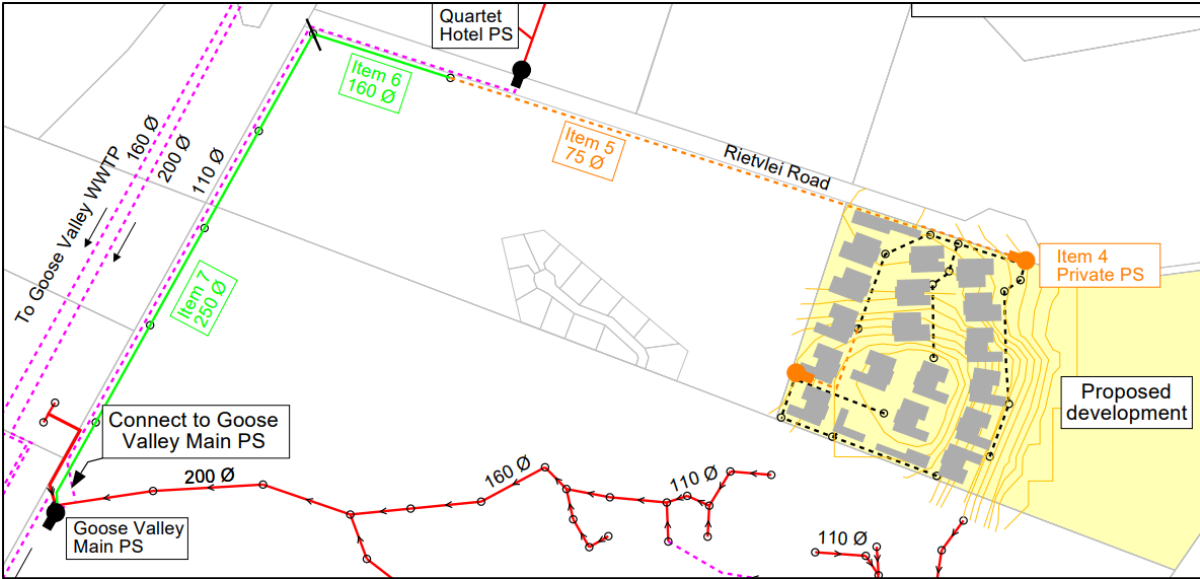 Quartet
Hotel PS
Item 6
160 Ø
Item 5
75 Ø
Rietvlei Road
160 Ø
200 Ø
110 Ø
To Goose Valley WWTP
Item 4
Private PS
Item 7
250 Ø
Proposed
development
Connect to Goose
Valley Main PS
200 Ø
160 Ø
110 Ø
110 Ø
Goose Valley
Main PS